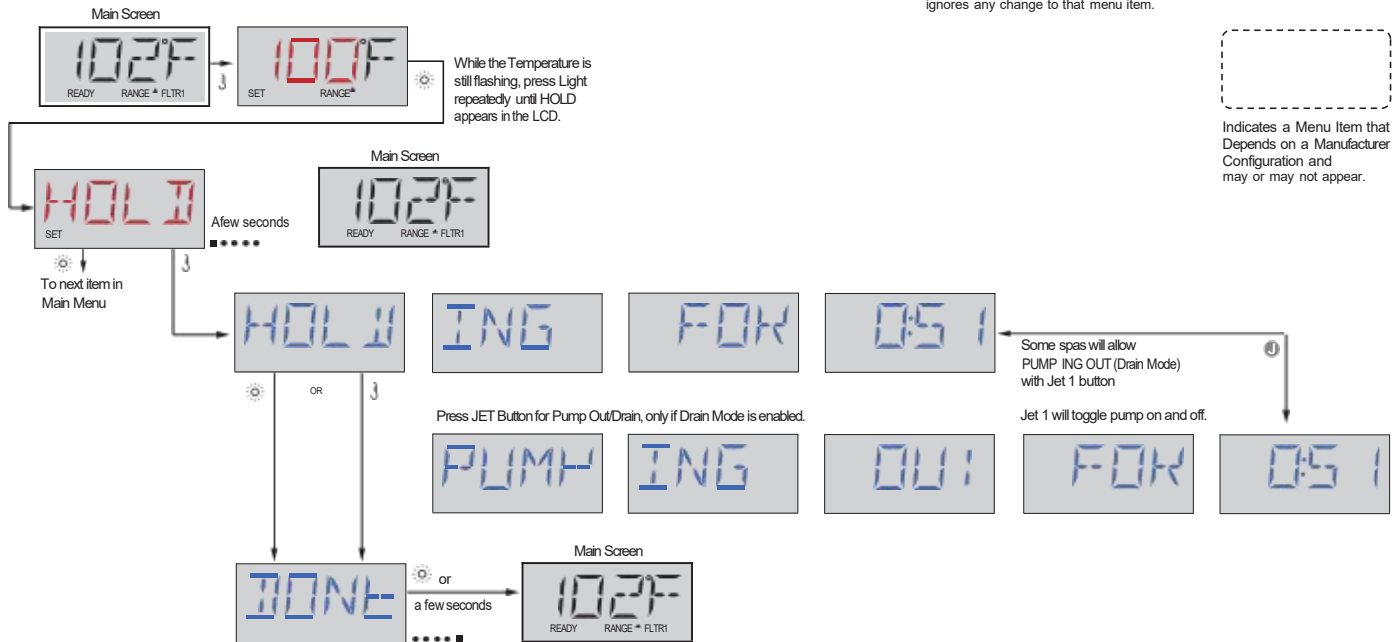 ignores any change to that menu item.
Main Screen
102°F
READY RANGE FLTR1
100°F
SET RANGE
While the Temperature is
still flashing, press Light
repeatedly until HOLD
appears in the LCD.
Indicates a Menu Item that
Depends on a Manufacturer
Configuration and
may or may not appear.
HOLD
SET
A few seconds
Main Screen
102°F
READY RANGE FLTR1
To next item in
Main Menu
HOLD ING FOR 0:51
Some spas will allow
PUMP ING OUT (Drain Mode)
with Jet 1 button
J
OR
Press JET Button for Pump Out/Drain, only if Drain Mode is enabled.
Jet 1 will toggle pump on and off.
PUMP ING OUT FOR 0:51
DONE
or
a few seconds
Main Screen
102°F
READY RANGE FLTR1